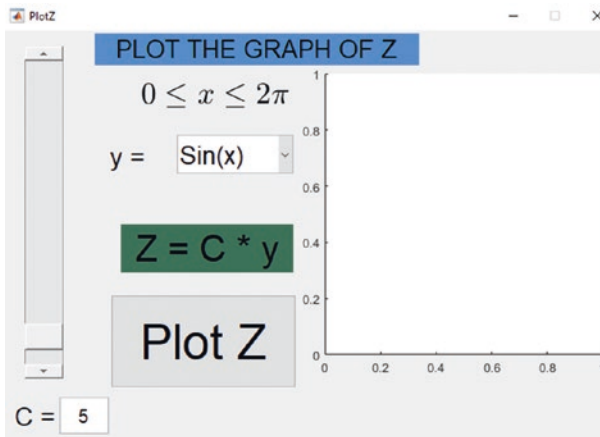 PlotZ
PLOT THE GRAPH OF Z
0 ≤ x ≤ 2π
y = Sin(x)
Z = C * y
Plot Z
C = 5
1
0.8
0.6
0.4
0.2
0
0 0.2 0.4 0.6 0.8